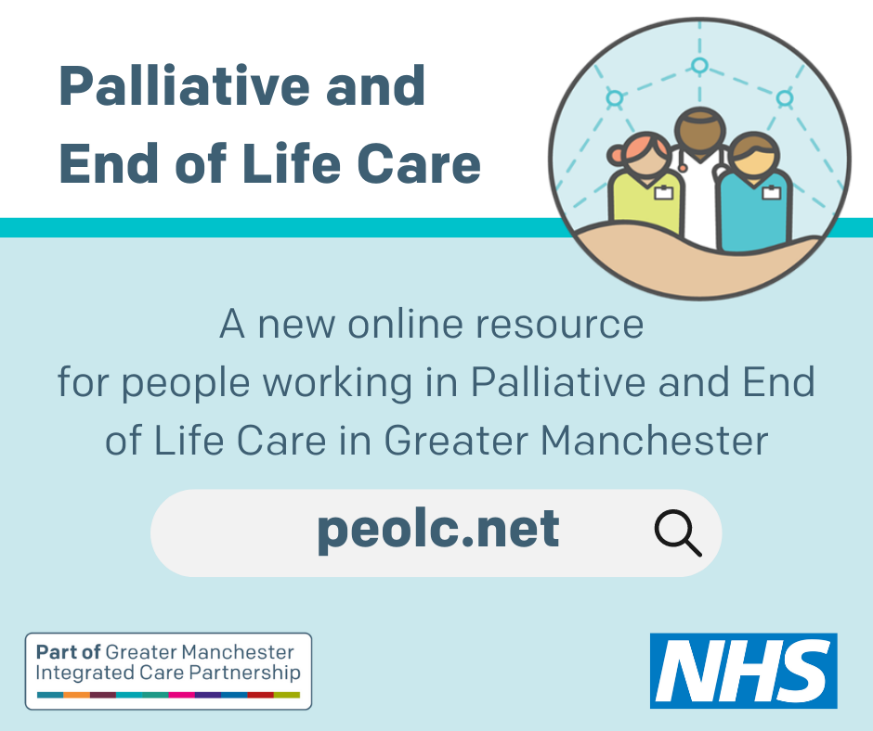 Palliative and
End of Life Care
A new online resource
for people working in Palliative and End
of Life Care in Greater Manchester
peolc.net
Part of Greater Manchester
Integrated Care Partnership
NHS